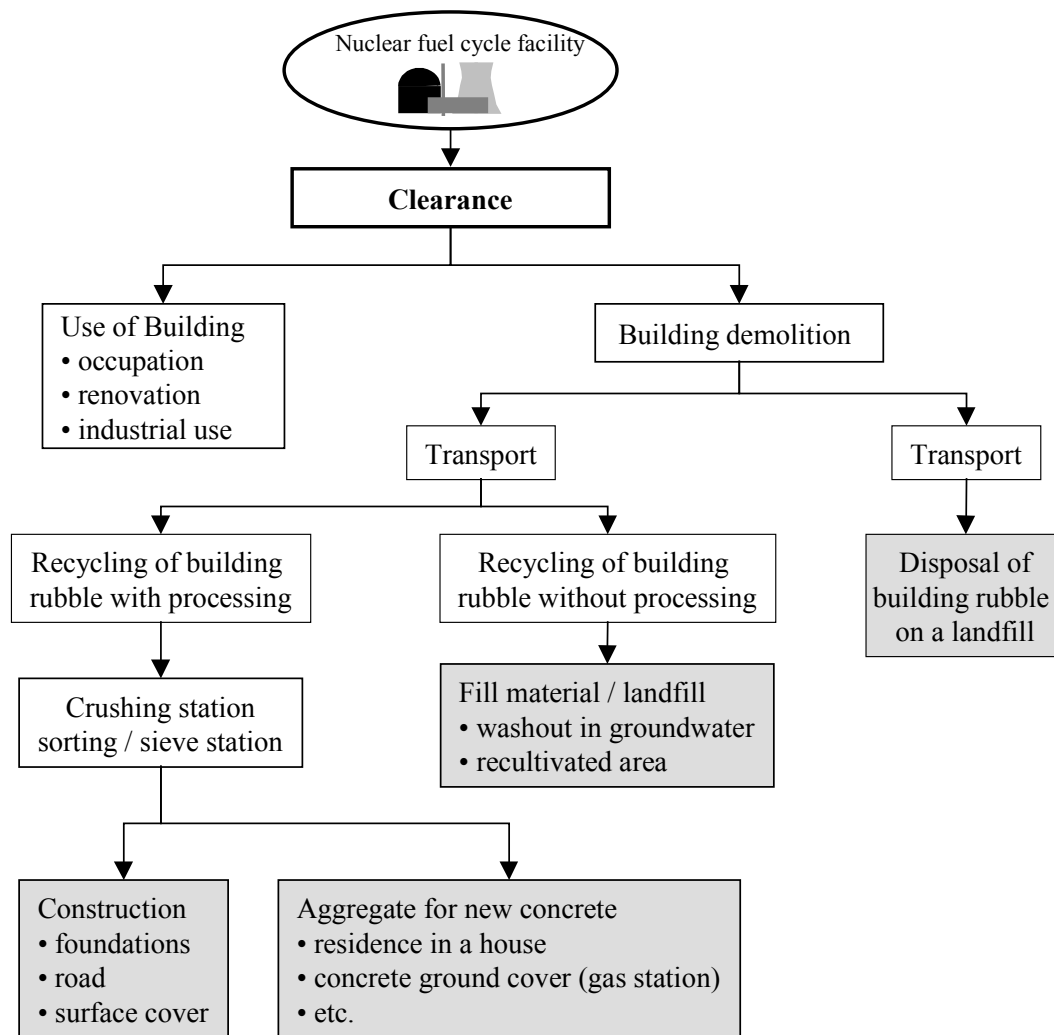 Nuclear fuel cycle facility
Clearance
Use of Building
• occupation
• renovation
• industrial use
Building demolition
Transport
Transport
Recycling of building
rubble with processing
Recycling of building
rubble without processing
Disposal of
building rubble
on a landfill
Crushing station
sorting / sieve station
Fill material / landfill
• washout in groundwater
• recultivated area
Construction
• foundations
• road
• surface cover
Aggregate for new concrete
• residence in a house
• concrete ground cover (gas station)
• etc.